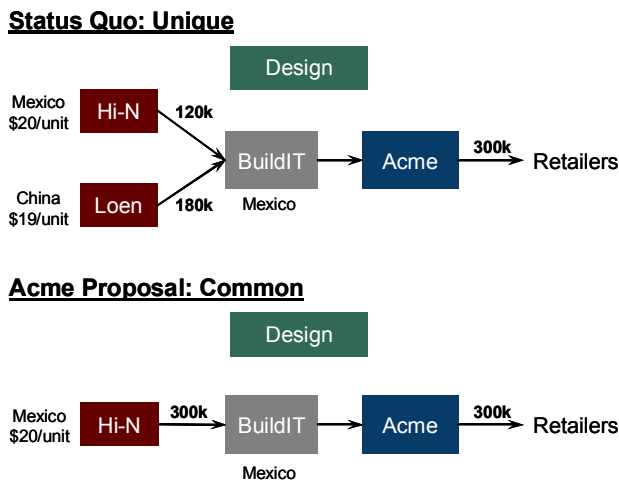 Status Quo: Unique
Design
Mexico
$20/unit
Hi-N
120k
BuildIT
Acme
300k
Retailers
China
$19/unit
Loen
180k
Mexico
Acme Proposal: Common
Design
Mexico
$20/unit
Hi-N
300k
BuildIT
Acme
300k
Retailers
Mexico